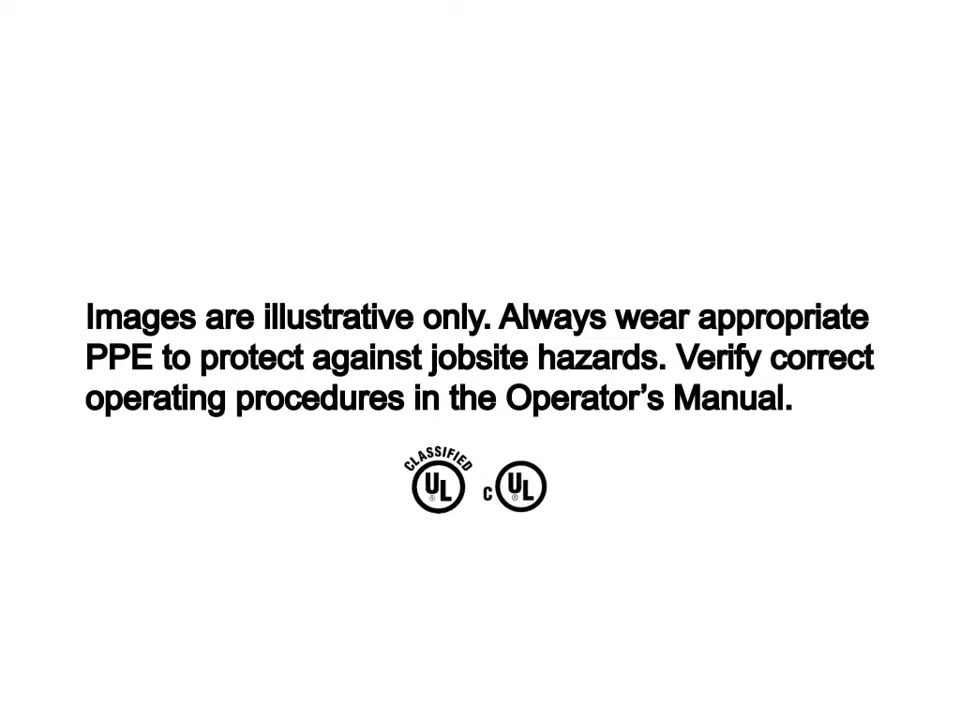 Images are illustrative only. Always wear appropriate
PPE to protect against jobsite hazards. Verify correct
operating procedures in the Operator’s Manual.
CLASSIFIED
UL® C UL®